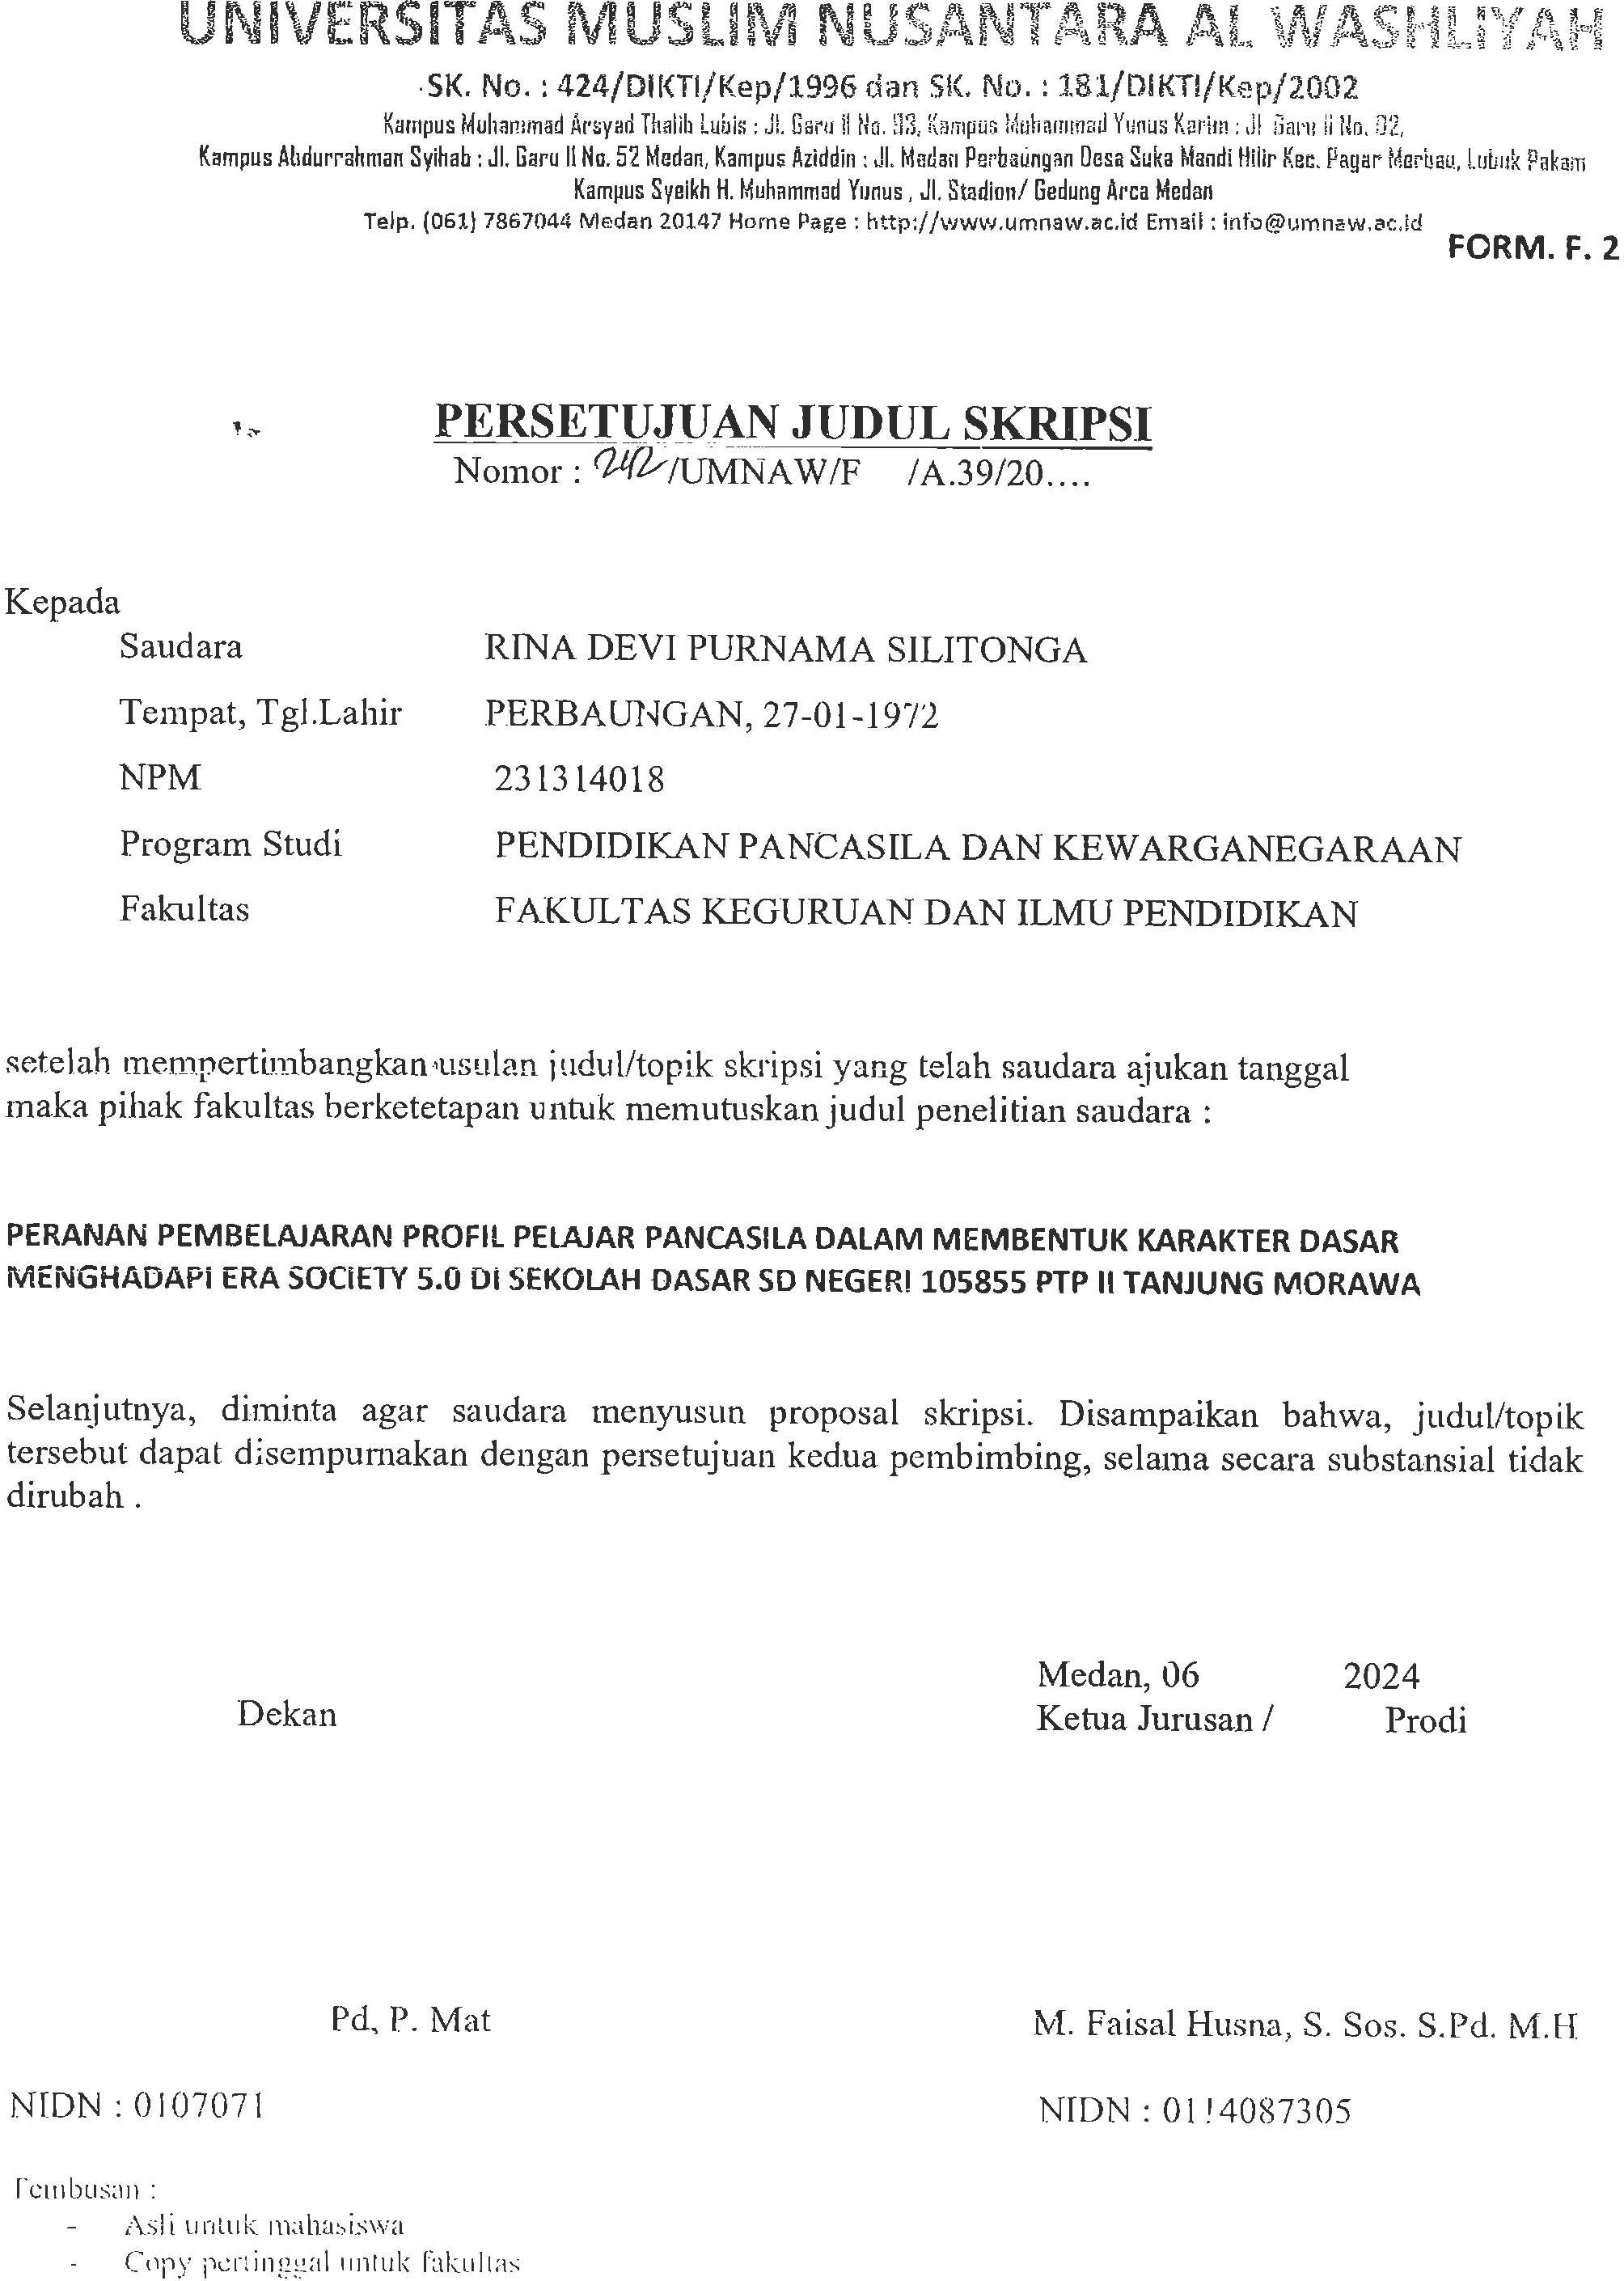 UNIVERSITAS MUSLIM NUSANTARA AL WASHLIYAH
SK. No. : 424/DIKTI/Kep/1996 dan SK. No. : 181/DIKTI/Kep/2002
Kampus Muhammad Arsyad Thalib Lubis : Jl. Garu II No. 93, Kampus Muhammad Yunus Karim : Jl Garu II No. 02,
Kampus Abdurrahman Syihab : Jl. Garu II No. 52 Medan, Kampus Aziddin : Jl. Medan Perbaungan Desa Suka Mandi Hilir Kec. Pagar Merbau, Lubuk Pakam
Kampus Syeikh H. Muhammad Yunus, Jl. Stadion/ Gedung Arca Medan
Telp. (061) 7867044 Medan 20147 Home Page : http://www.umnaw.ac.id Email : info@umnaw.ac.id
FORM. F. 2
PERSETUJUAN JUDUL SKRIPSI
Nomor : 242/UMNAW/F /A.39/20....
Kepada
Saudara RINA DEVI PURNAMA SILITONGA
Tempat, Tgl.Lahir PERBAUNGAN, 27-01-1972
NPM 231314018
Program Studi PENDIDIKAN PANCASILA DAN KEWARGANEGARAAN
Fakultas FAKULTAS KEGURUAN DAN ILMU PENDIDIKAN
setelah mempertimbangkan usulan judul/topik skripsi yang telah saudara ajukan tanggal
maka pihak fakultas berketetapan untuk memutuskan judul penelitian saudara :
PERANAN PEMBELAJARAN PROFIL PELAJAR PANCASILA DALAM MEMBENTUK KARAKTER DASAR
MENGHADAPI ERA SOCIETY 5.0 DI SEKOLAH DASAR SD NEGERI 105855 PTP II TANJUNG MORAWA
Selanjutnya, diminta agar saudara menyusun proposal skripsi. Disampaikan bahwa, judul/topik
tersebut dapat disempurnakan dengan persetujuan kedua pembimbing, selama secara substansial tidak
dirubah .
Medan, 06 2024
Dekan Ketua Jurusan / Prodi
Pd, P. Mat M. Faisal Husna, S. Sos. S.Pd. M.H
NIDN : 0107071 NIDN : 0114087305
Tembusan :
- Asli untuk mahasiswa
- Copy pertinggal untuk fakultas